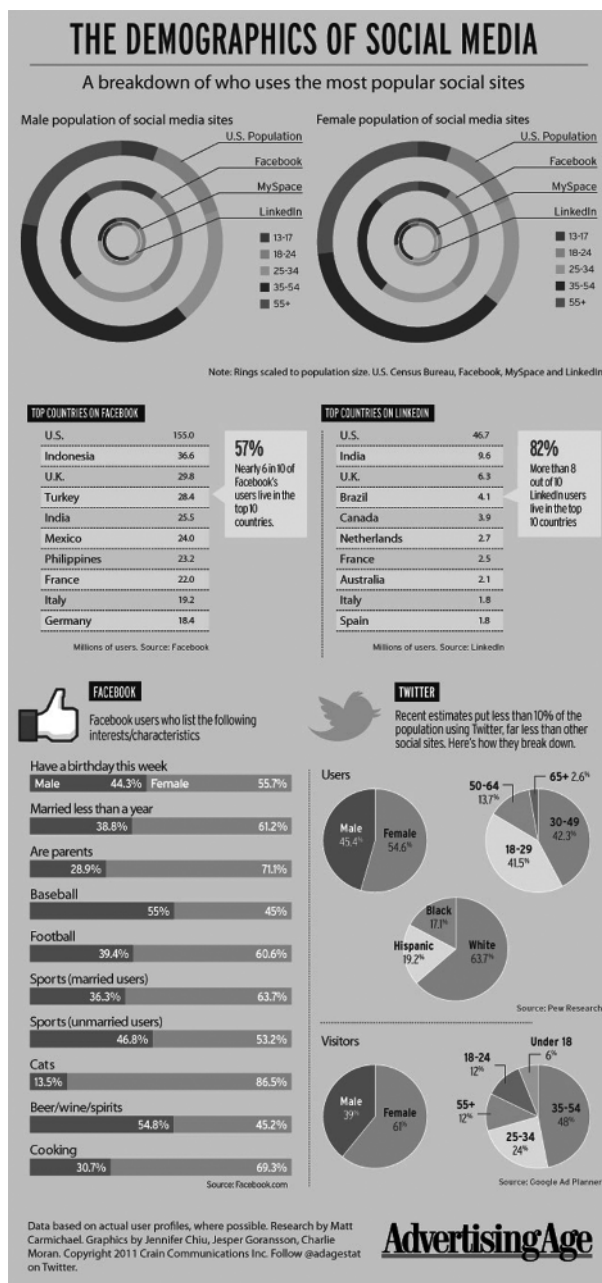 THE DEMOGRAPHICS OF SOCIAL MEDIA
A breakdown of who uses the most popular social sites
Male population of social media sites
U.S. Population
Facebook
MySpace
LinkedIn
13-17
18-24
25-34
35-54
55+
Female population of social media sites
U.S. Population
Facebook
MySpace
LinkedIn
13-17
18-24
25-34
35-54
55+
Note: Rings scaled to population size. U.S. Census Bureau, Facebook, MySpace and LinkedIn
TOP COUNTRIES ON FACEBOOK
U.S. 155.0
Indonesia 36.6
U.K. 29.8
Turkey 28.4
India 25.5
Mexico 24.0
Philippines 23.2
France 22.0
Italy 19.2
Germany 18.4
Millions of users. Source: Facebook
57%
Nearly 6 in 10 of
Facebook's
users live in the
top 10
countries.
TOP COUNTRIES ON LINKEDIN
U.S. 46.7
India 9.6
U.K. 6.3
Brazil 4.1
Canada 3.9
Netherlands 2.7
France 2.5
Australia 2.1
Italy 1.8
Spain 1.8
Millions of users. Source: LinkedIn
82%
More than 8
out of 10
LinkedIn users
live in the top
10 countries
FACEBOOK
Facebook users who list the following
interests/characteristics
Have a birthday this week
Male 44.3% Female 55.7%
Married less than a year
38.8% 61.2%
Are parents
28.9% 71.1%
Baseball
55% 45%
Football
39.4% 60.6%
Sports (married users)
36.3% 63.7%
Sports (unmarried users)
46.8% 53.2%
Cats
13.5% 86.5%
Beer/wine/spirits
54.8% 45.2%
Cooking
30.7% 69.3%
Source: Facebook.com
TWITTER
Recent estimates put less than 10% of the
population using Twitter, far less than other
social sites. Here's how they break down.
Users
Male
45.4%
Female
54.6%
50-64
13.7%
65+ 2.6%
30-49
42.3%
18-29
41.5%
Black
17.1%
Hispanic
19.2%
White
63.7%
Source: Pew Research
Visitors
Male
39%
Female
61%
Under 18
6%
18-24
12%
55+
12%
35-54
48%
25-34
24%
Source: Google Ad Planner
Data based on actual user profiles, where possible. Research by Matt
Carmichael. Graphics by Jennifer Chiu, Jesper Goransson, Charlie
Moran. Copyright 2011 Crain Communications Inc. Follow @adagestat
on Twitter.
AdvertisingAge